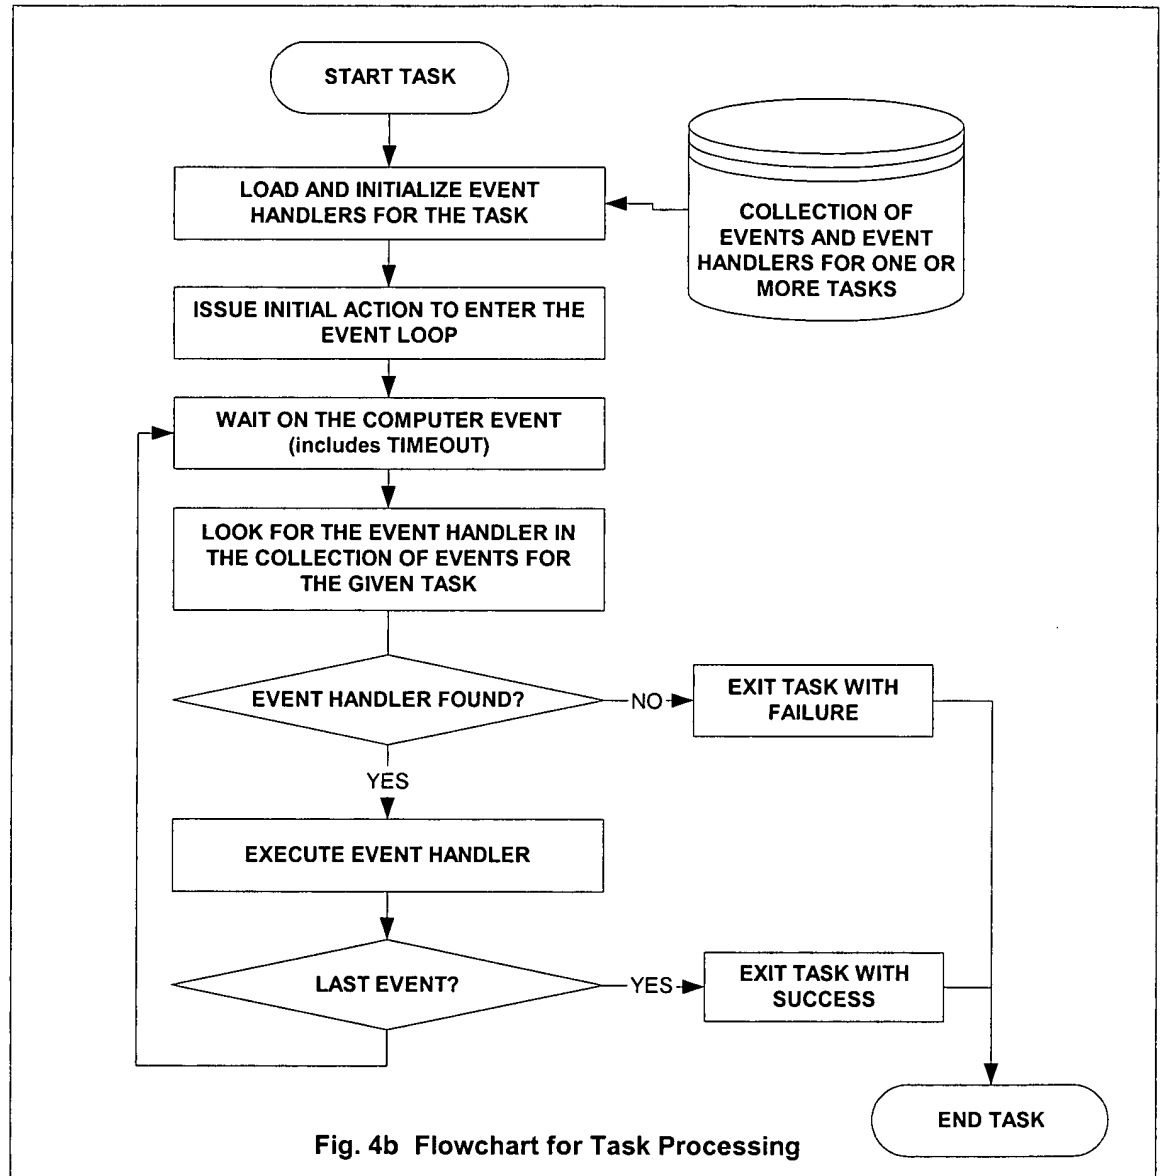 START TASK
LOAD AND INITIALIZE EVENT
HANDLERS FOR THE TASK
COLLECTION OF
EVENTS AND EVENT
HANDLERS FOR ONE OR
MORE TASKS
ISSUE INITIAL ACTION TO ENTER THE
EVENT LOOP
WAIT ON THE COMPUTER EVENT
(includes TIMEOUT)
LOOK FOR THE EVENT HANDLER IN
THE COLLECTION OF EVENTS FOR
THE GIVEN TASK
EVENT HANDLER FOUND?
NO
EXIT TASK WITH
FAILURE
YES
EXECUTE EVENT HANDLER
LAST EVENT?
YES
EXIT TASK WITH
SUCCESS
END TASK
Fig. 4b Flowchart for Task Processing